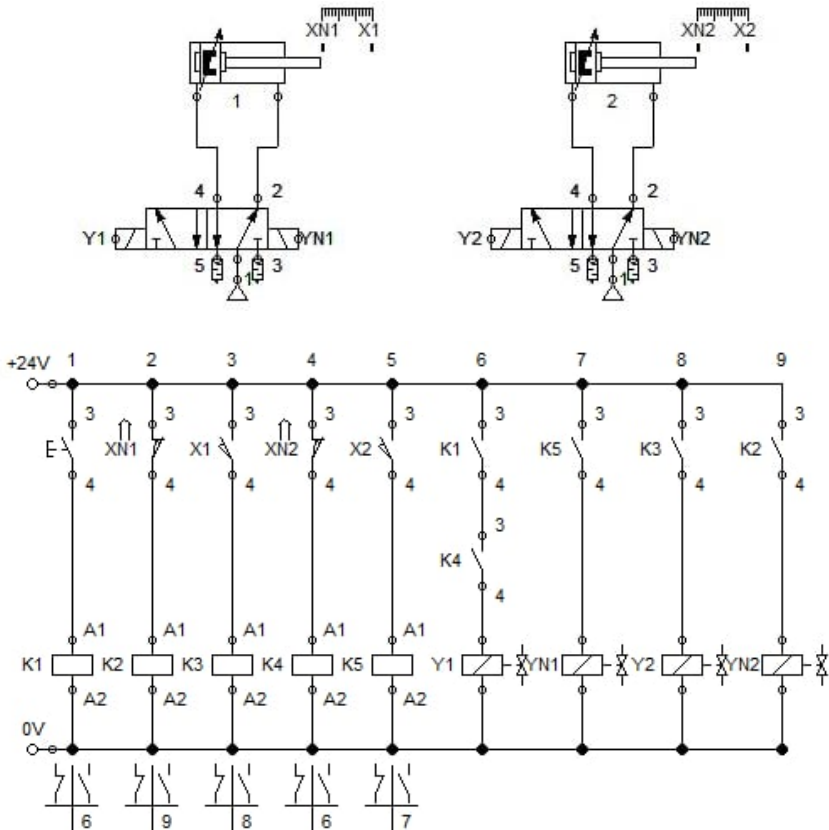 XN1 X1 XN2 X2
1 2
4 2 4 2
Y1 YN1 Y2 YN2
5 1 3 5 1 3
1 2 3 4 5 6 7 8 9
+24V
3 3 3 3 3 3 3 3 3
XN1 X1 XN2 X2 K1 K5 K3 K2
4 4 4 4 4 4 4 4 4
3
K4
4
A1 A1 A1 A1 A1
K1 K2 K3 K4 K5 Y1 YN1 Y2 YN2
A2 A2 A2 A2 A2
0V
6 9 8 6 7